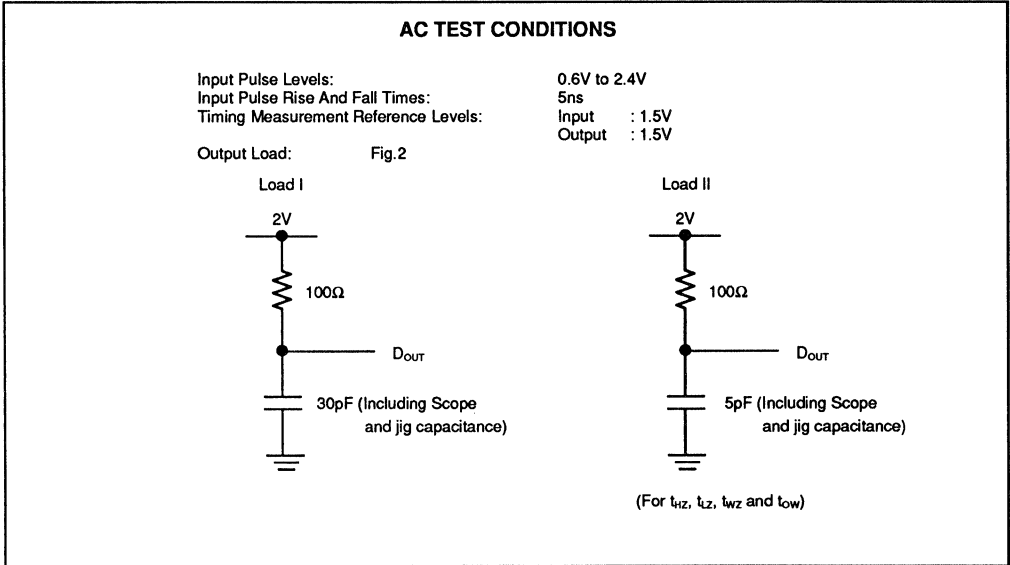 AC TEST CONDITIONS
Input Pulse Levels: 0.6V to 2.4V
Input Pulse Rise And Fall Times: 5ns
Timing Measurement Reference Levels: Input : 1.5V
Output : 1.5V
Output Load: Fig.2
Load I
2V
100Ω
DOUT
30pF (Including Scope
and jig capacitance)
Load II
2V
100Ω
DOUT
5pF (Including Scope
and jig capacitance)
(For tHZ, tLZ, tWZ and tOW)